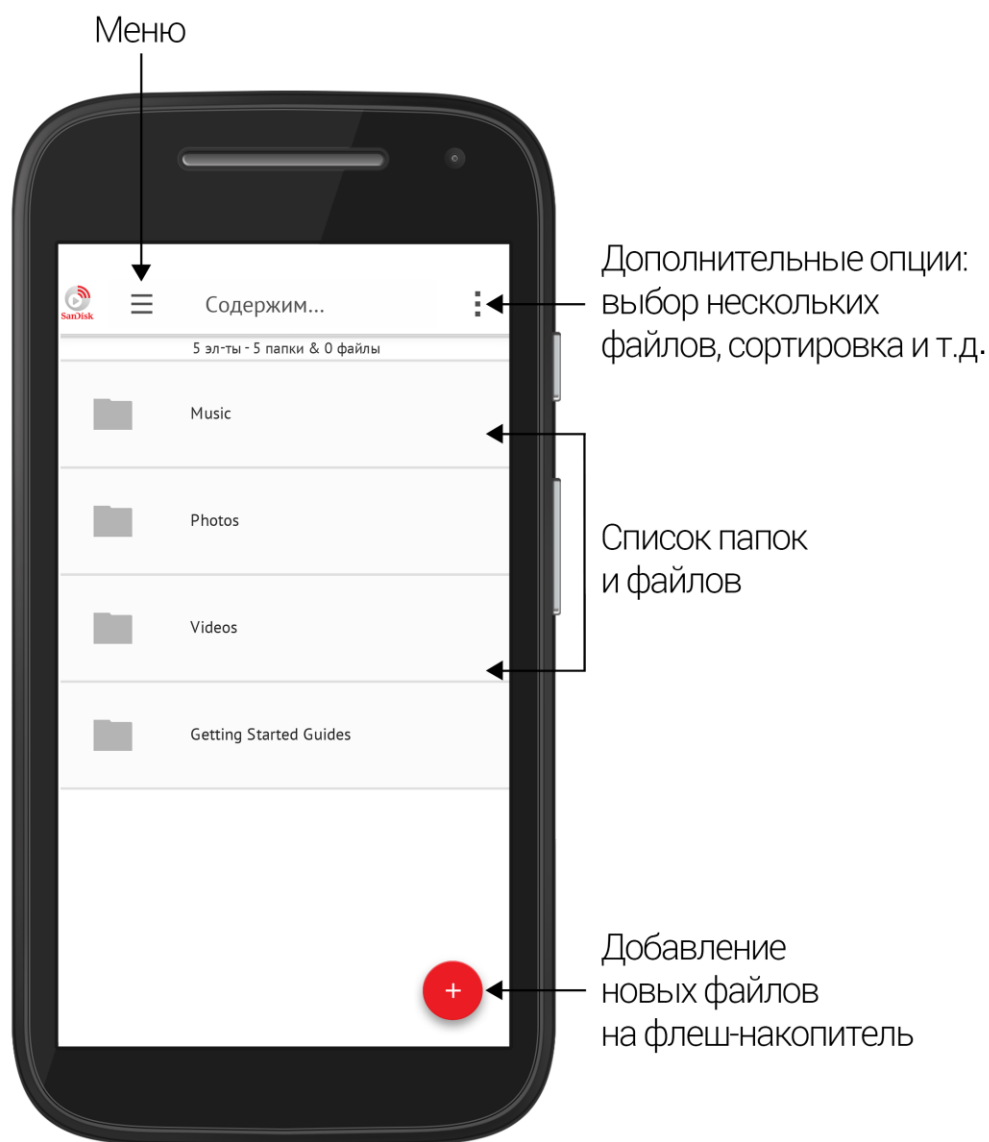 Меню
SanDisk
Содержим...
5 эл-ты - 5 папки & 0 файлы
Music
Photos
Videos
Getting Started Guides
+
Дополнительные опции:
выбор нескольких
файлов, сортировка и т.д.
Список папок
и файлов
Добавление
новых файлов
на флеш-накопитель